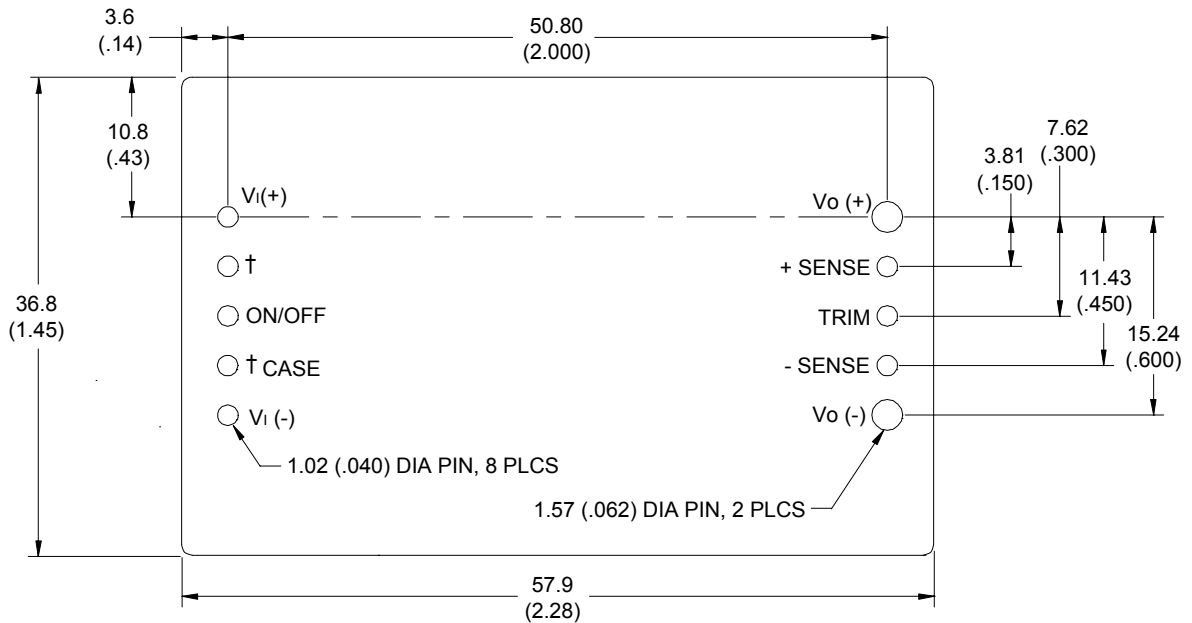 3.6
(.14)
50.80
(2.000)
10.8
(.43)
7.62
(.300)
3.81
(.150)
VI(+)
Vo (+)
†
+ SENSE
11.43
(.450)
36.8
(1.45)
ON/OFF
TRIM
15.24
(.600)
† CASE
- SENSE
VI (-)
Vo (-)
1.02 (.040) DIA PIN, 8 PLCS
1.57 (.062) DIA PIN, 2 PLCS
57.9
(2.28)